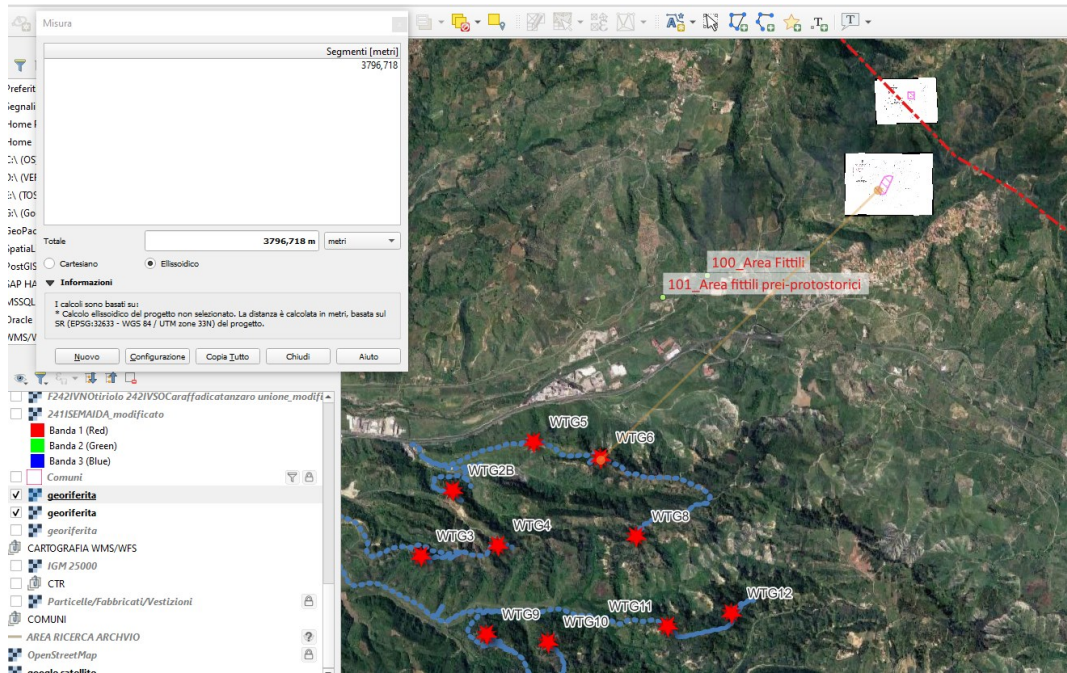 Misura
Segmenti [metri]
3796,718
Totale
3796,718 m
metri
Cartesiano
Ellissoidico
Informazioni
I calcoli sono basati su:
* Calcolo ellissoidico del progetto non selezionato. La distanza è calcolata in metri, basata sul
SR (EPSG:32633 - WGS 84 / UTM zone 33N) del progetto.
Nuovo
Configurazione
Copia Tutto
Chiudi
Aiuto
Preferit
Segnali
Home
C:\ (OS)
D:\ (VER
E:\ (TOS
G:\ (Go
GeoPac
SpatiaL
PostGIS
SAP HA
MSSQL
Oracle
WMS/V
F242IVNOtiriolo 242IVSOCaraffadicatanzaro unione_modifi
241ISEMAIDA_modificato
Banda 1 (Red)
Banda 2 (Green)
Banda 3 (Blue)
Comuni
georiferita
georiferita
georiferita
CARTOGRAFIA WMS/WFS
IGM 25000
CTR
Particelle/Fabbricati/Vestizioni
COMUNI
AREA RICERCA ARCHVIO
OpenStreetMap
google satellite
100_Area Fittili
101_Area fittili prei-protostorici
WTG5
WTG6
WTG2B
WTG8
WTG3
WTG4
WTG12
WTG9
WTG10
WTG11